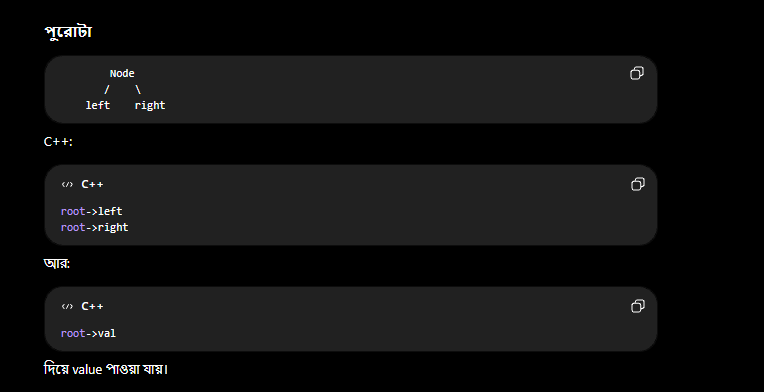 পুরোটা
Node
/ \
left right
C++:
</> C++
root->left
root->right
আর:
</> C++
root->val
দিয়ে value পাওয়া যায়।